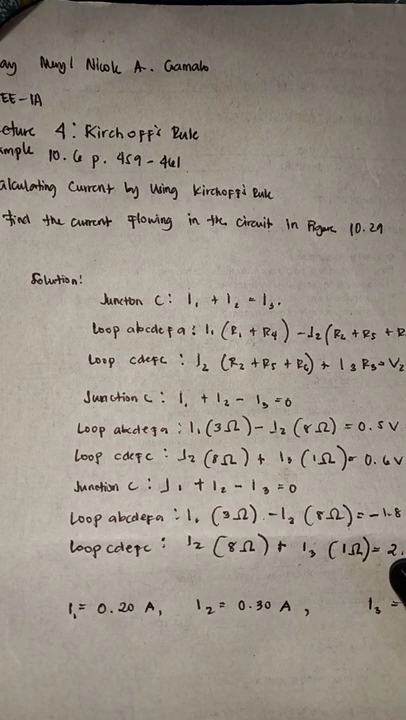 ay Meryl Nicole A. Gamalo
EE-1A
cture 4: Kirchoff's Rule
ample 10.6 p. 459-461
alculating Current by Using Kirchoff's Rule
Find the current flowing in the circuit in Figure 10.29
Solution:
Junction C: I₁ + I₂ = I₃.
Loop abcdefa: I₁ (R₁ + R₄) - I₂ (R₂ + R₅ + R
Loop cdefc: I₂ (R₂ + R₅ + R₆) + I₃ R₃ = V₂
Junction C: I₁ + I₂ - I₃ = 0
Loop abcdefa: I₁ (3Ω) - I₂ (8Ω) = 0.5 V
Loop cdefc: I₂ (8Ω) + I₃ (1Ω) = 0.6 V
Junction C: I₁ + I₂ - I₃ = 0
Loop abcdefa: I₁ (3Ω) - I₂ (8Ω) = -1.8
Loop cdefc: I₂ (8Ω) + I₃ (1Ω) = 2.
I₁ = 0.20 A, I₂ = 0.30 A, I₃ =